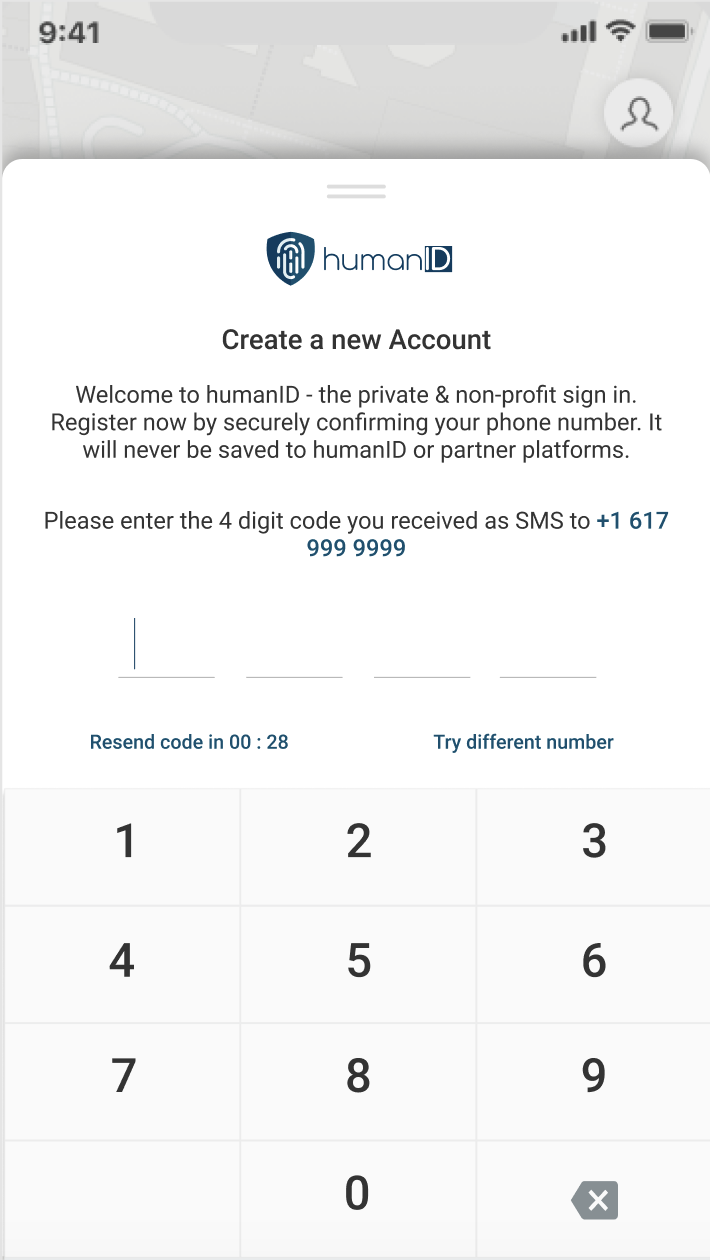 9:41
humanID
Create a new Account
Welcome to humanID - the private & non-profit sign in.
Register now by securely confirming your phone number. It
will never be saved to humanID or partner platforms.
Please enter the 4 digit code you received as SMS to +1 617
999 9999
Resend code in 00 : 28 Try different number
1 2 3
4 5 6
7 8 9
0